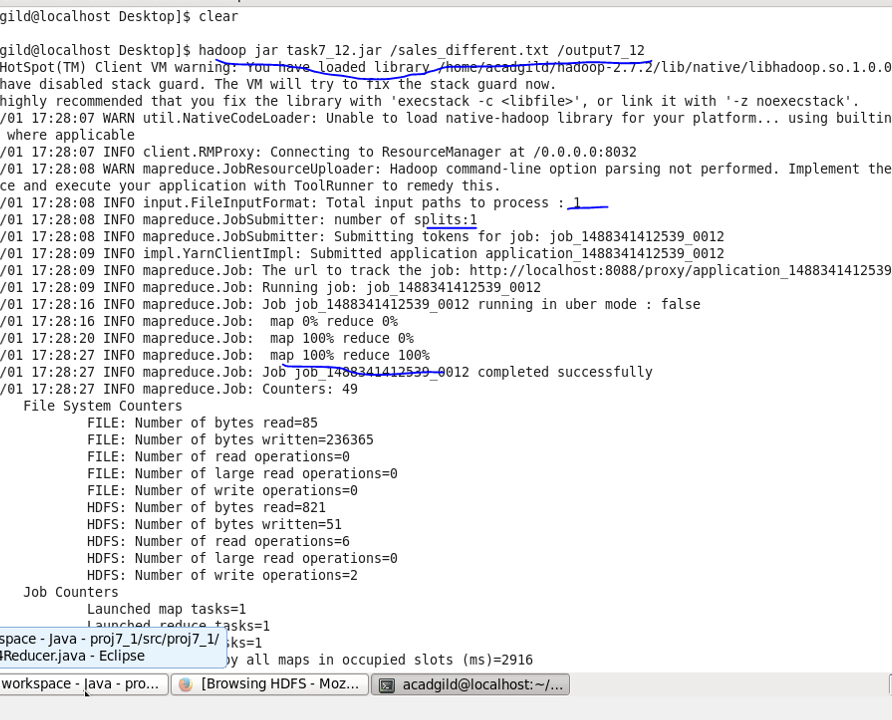 gild@localhost Desktop]$ clear
gild@localhost Desktop]$ hadoop jar task7_12.jar /sales_different.txt /output7_12
HotSpot(TM) Client VM warning: You have loaded library /home/acadgild/hadoop-2.7.2/lib/native/libhadoop.so.1.0.0
have disabled stack guard. The VM will try to fix the stack guard now.
highly recommended that you fix the library with 'execstack -c <libfile>', or link it with '-z noexecstack'.
/01 17:28:07 WARN util.NativeCodeLoader: Unable to load native-hadoop library for your platform... using builtin
where applicable
/01 17:28:07 INFO client.RMProxy: Connecting to ResourceManager at /0.0.0.0:8032
/01 17:28:08 WARN mapreduce.JobResourceUploader: Hadoop command-line option parsing not performed. Implement the
ce and execute your application with ToolRunner to remedy this.
/01 17:28:08 INFO input.FileInputFormat: Total input paths to process : 1
/01 17:28:08 INFO mapreduce.JobSubmitter: number of splits:1
/01 17:28:08 INFO mapreduce.JobSubmitter: Submitting tokens for job: job_1488341412539_0012
/01 17:28:09 INFO impl.YarnClientImpl: Submitted application application_1488341412539_0012
/01 17:28:09 INFO mapreduce.Job: The url to track the job: http://localhost:8088/proxy/application_1488341412539
/01 17:28:09 INFO mapreduce.Job: Running job: job_1488341412539_0012
/01 17:28:16 INFO mapreduce.Job: Job job_1488341412539_0012 running in uber mode : false
/01 17:28:16 INFO mapreduce.Job:  map 0% reduce 0%
/01 17:28:20 INFO mapreduce.Job:  map 100% reduce 0%
/01 17:28:27 INFO mapreduce.Job:  map 100% reduce 100%
/01 17:28:27 INFO mapreduce.Job: Job job_1488341412539_0012 completed successfully
/01 17:28:27 INFO mapreduce.Job: Counters: 49
File System Counters
FILE: Number of bytes read=85
FILE: Number of bytes written=236365
FILE: Number of read operations=0
FILE: Number of large read operations=0
FILE: Number of write operations=0
HDFS: Number of bytes read=821
HDFS: Number of bytes written=51
HDFS: Number of read operations=6
HDFS: Number of large read operations=0
HDFS: Number of write operations=2
Job Counters
Launched map tasks=1
Launched reduce tasks=1
sks=1
by all maps in occupied slots (ms)=2916
space - Java - proj7_1/src/proj7_1/
4Reducer.java - Eclipse
workspace - Java - pro...
[Browsing HDFS - Moz...
acadgild@localhost:~/...